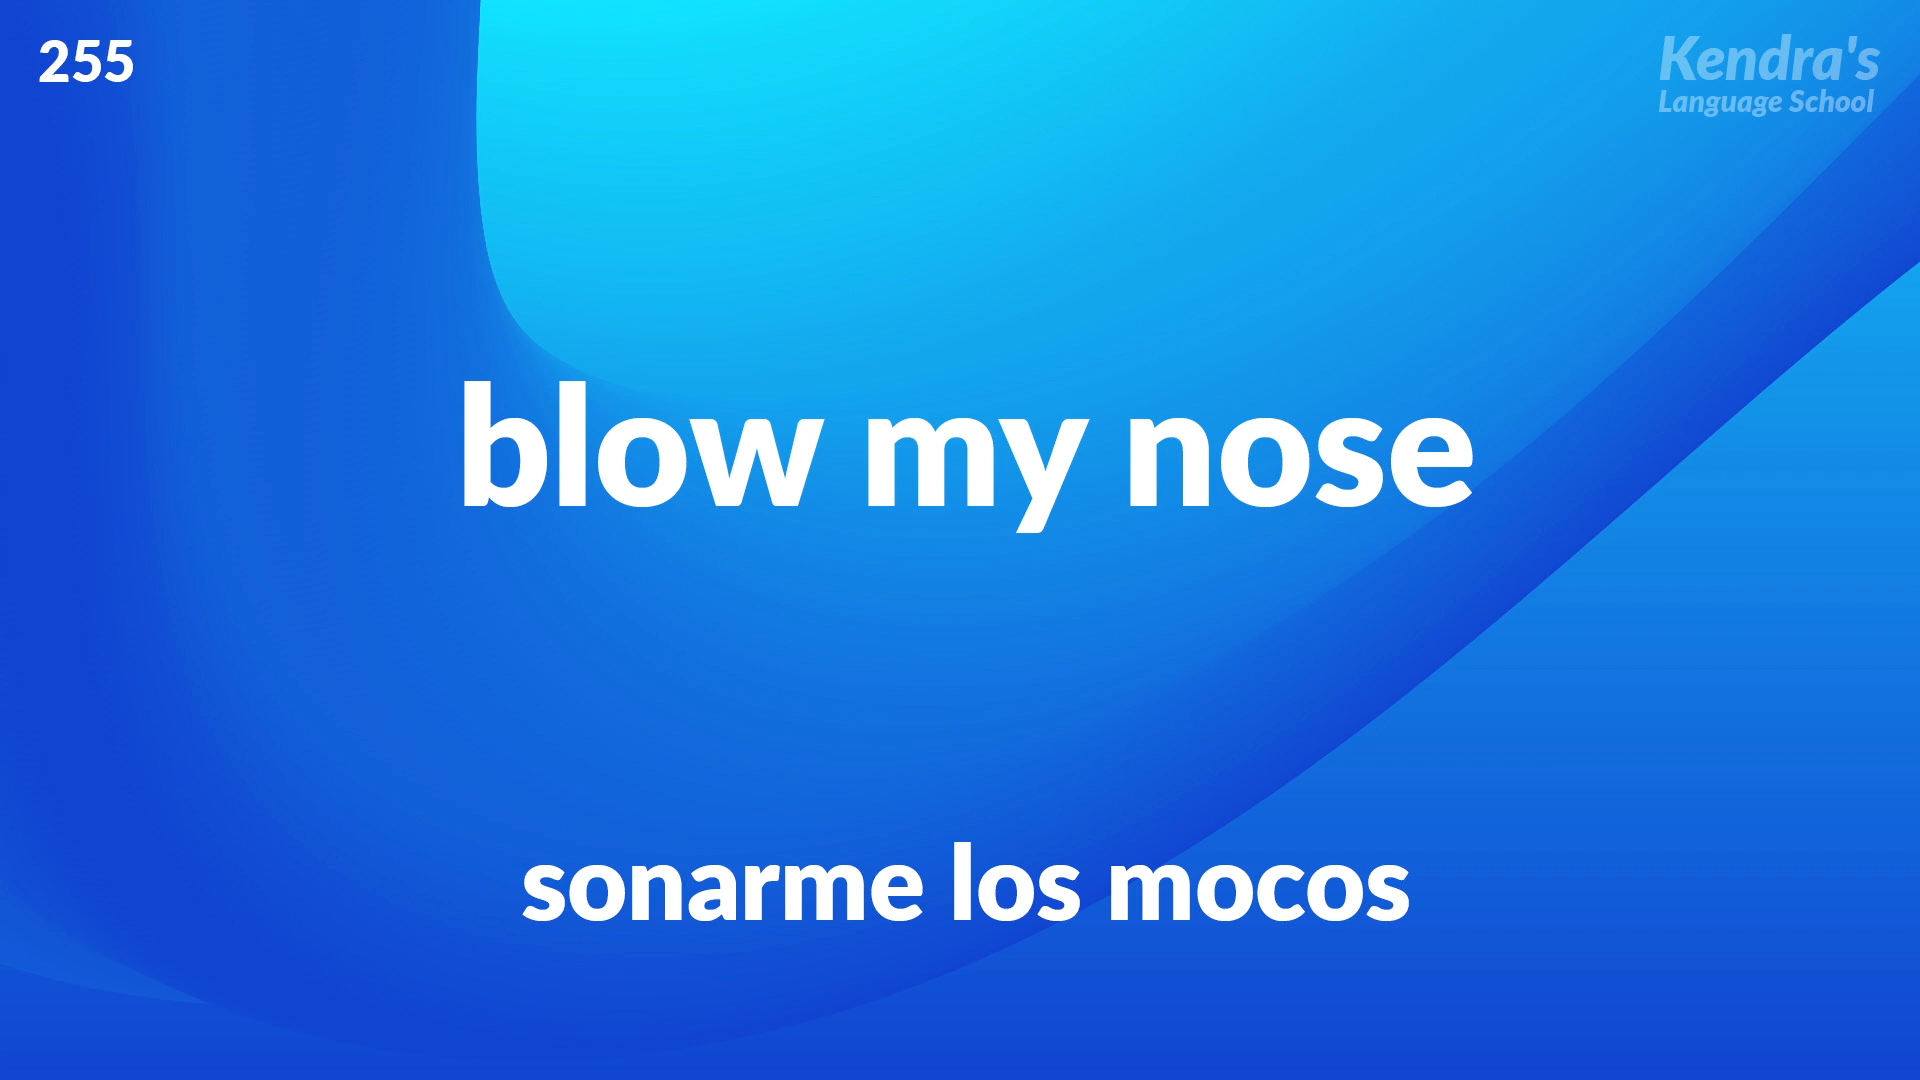 255
Kendra's
Language School
blow my nose
sonarme los mocos